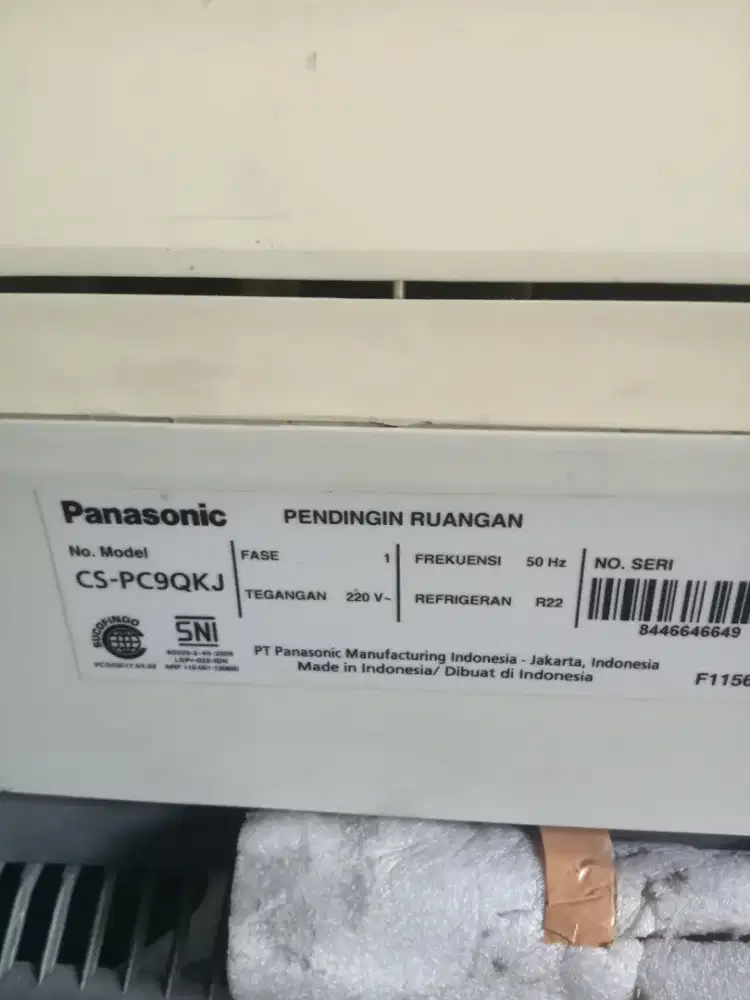 Panasonic PENDINGIN RUANGAN
No. Model
CS-PC9QKJ
FASE 1
TEGANGAN 220 V~
FREKUENSI 50 Hz
REFRIGERAN R22
NO. SERI
8446646649
SUCOFINDO
SNI
PT Panasonic Manufacturing Indonesia - Jakarta, Indonesia
Made in Indonesia/ Dibuat di Indonesia
F1156